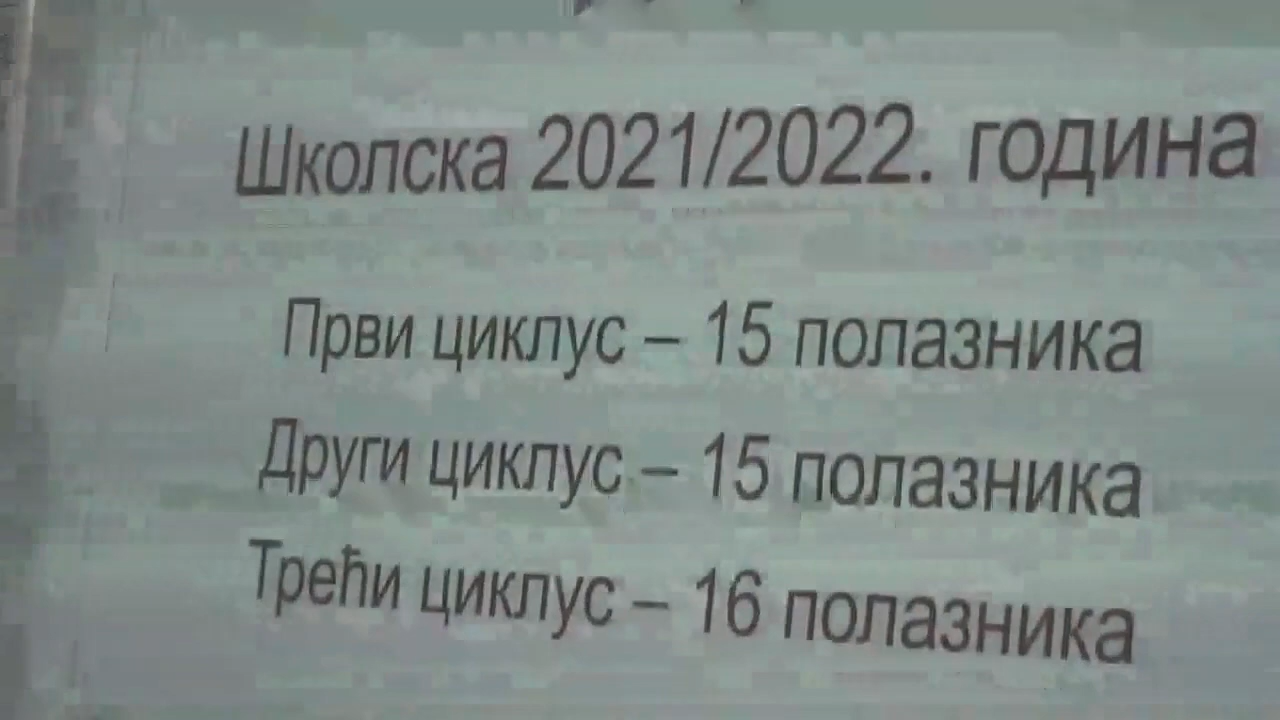 Школска 2021/2022. година
Први циклус – 15 полазника
Други циклус – 15 полазника
Трећи циклус – 16 полазника